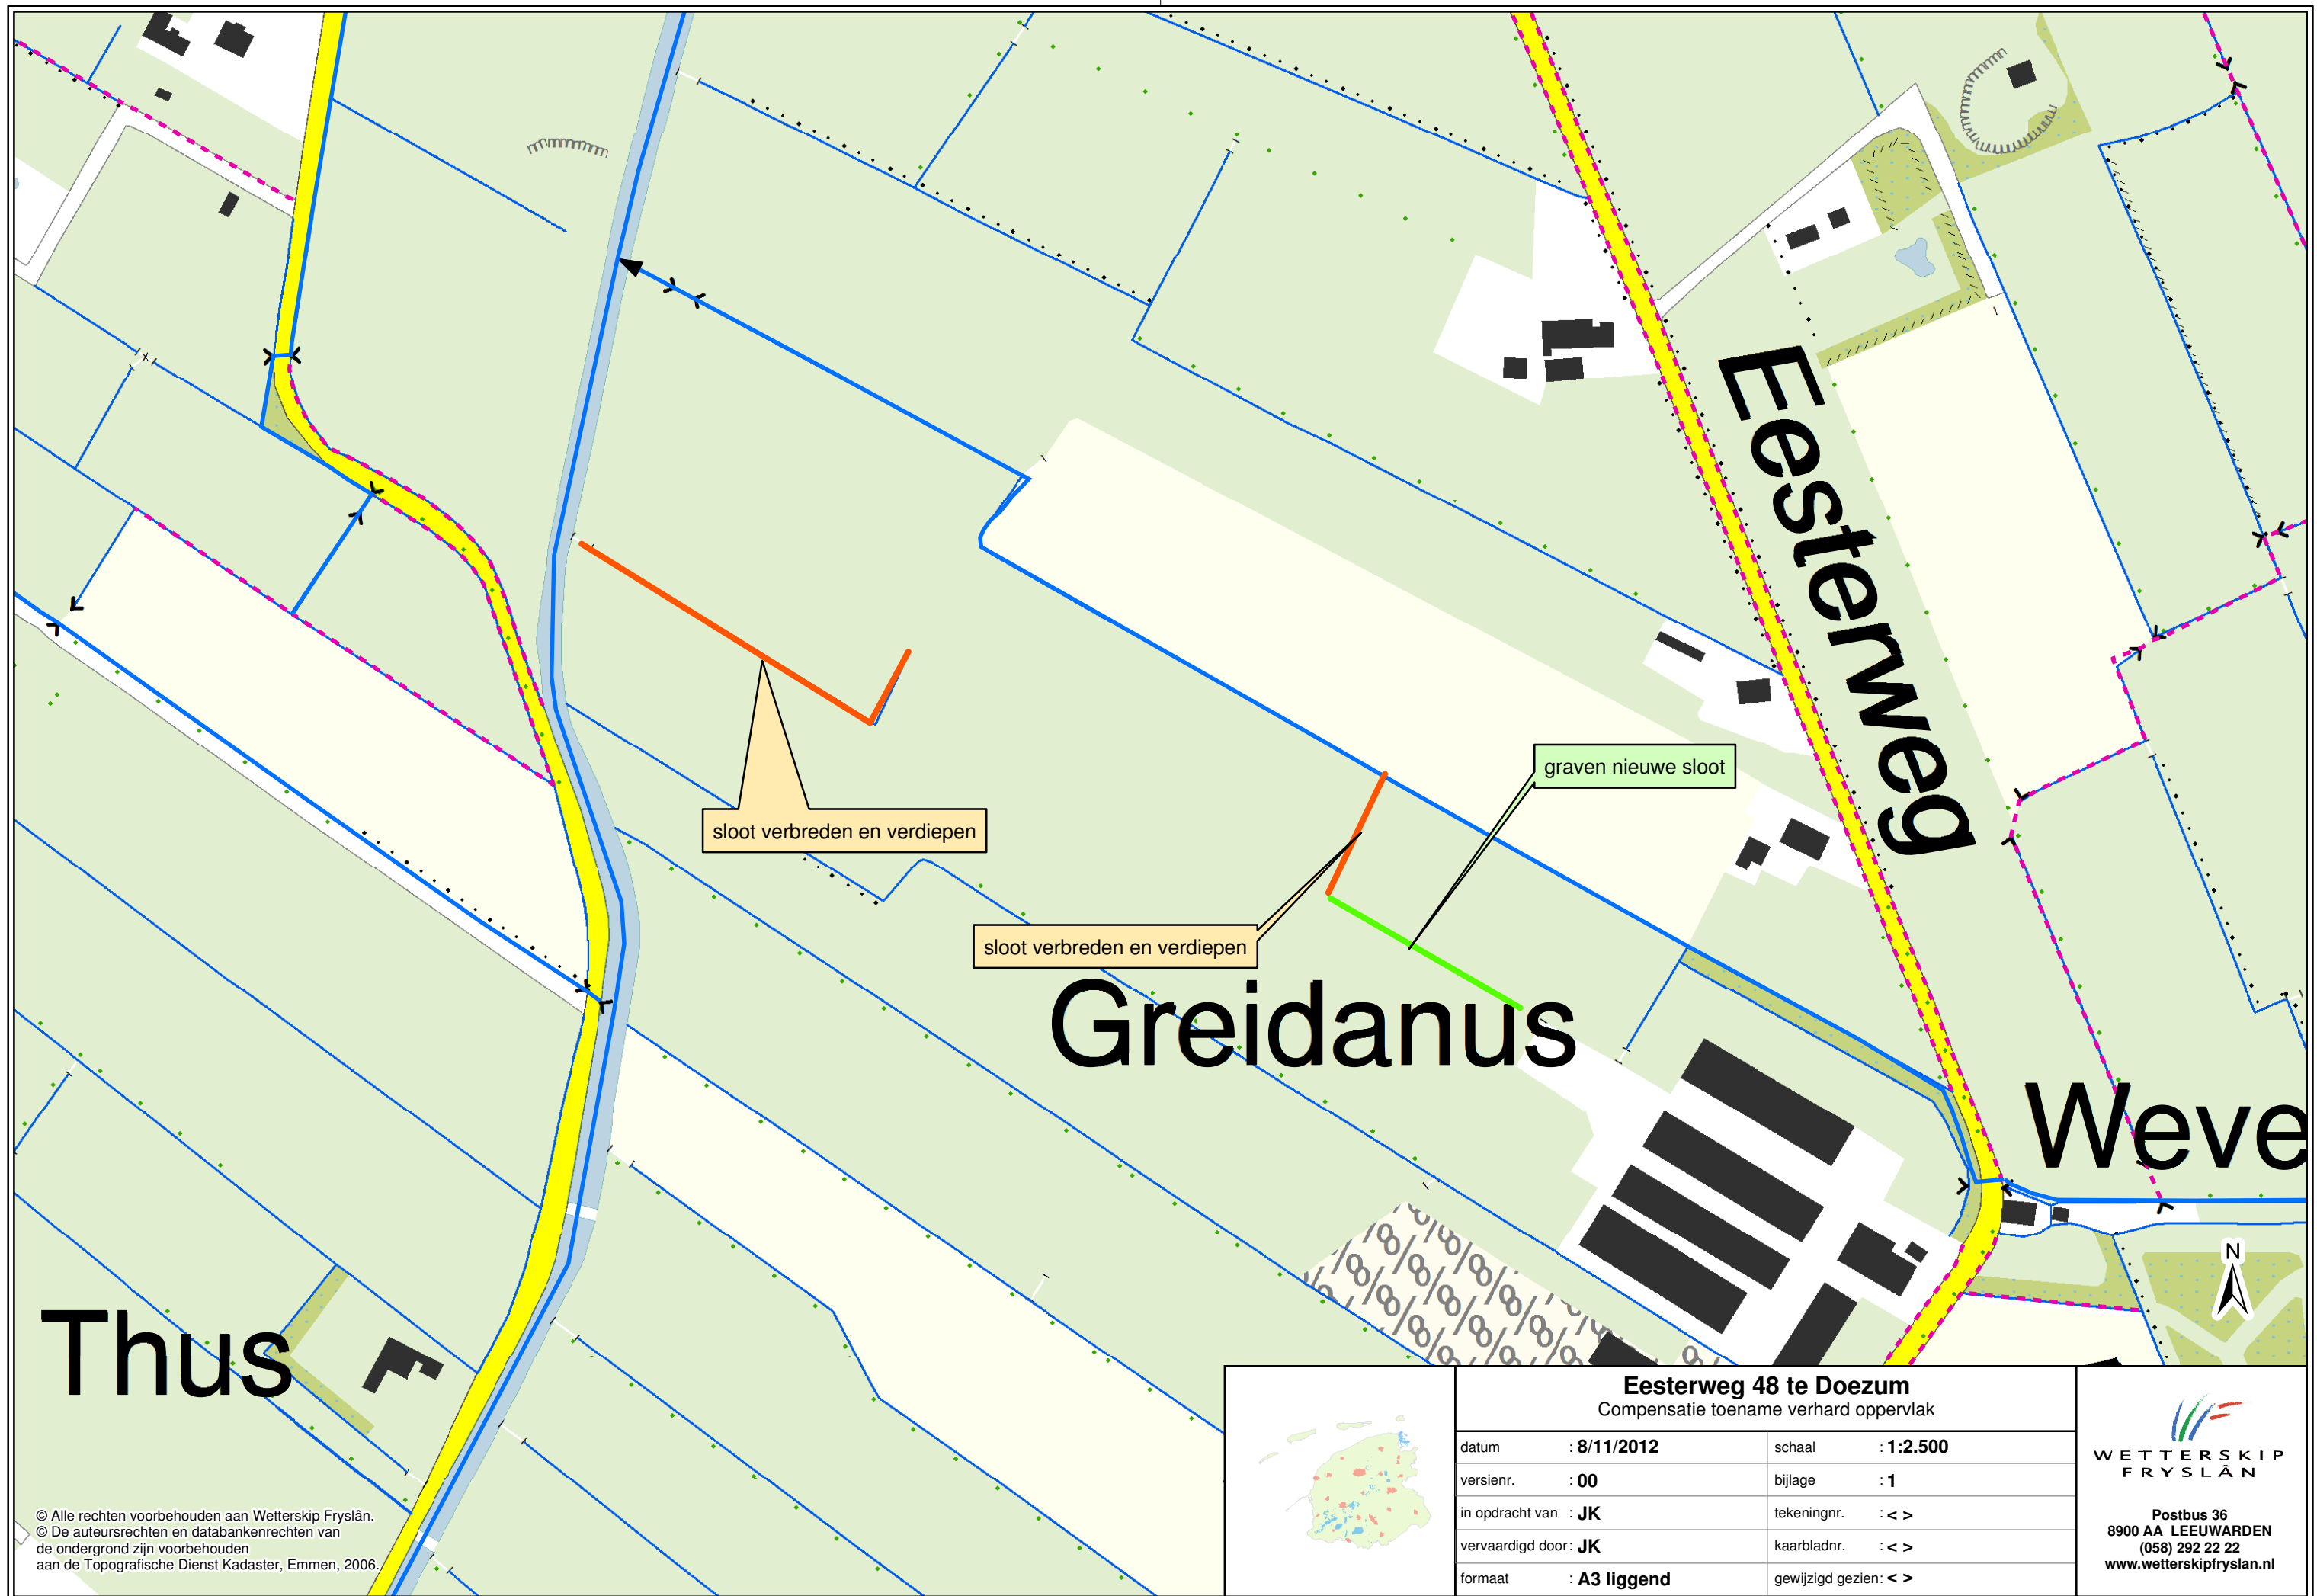 Eesterweg
graven nieuwe sloot
sloot verbreden en verdiepen
sloot verbreden en verdiepen
Greidanus
Weve
N
Thus
© Alle rechten voorbehouden aan Wetterskip Fryslân.
© De auteursrechten en databankenrechten van
de ondergrond zijn voorbehouden
aan de Topografische Dienst Kadaster, Emmen, 2006.
Eesterweg 48 te Doezum
Compensatie toename verhard oppervlak
datum : 8/11/2012 schaal : 1:2.500
versienr. : 00 bijlage : 1
in opdracht van : JK tekeningnr. : < >
vervaardigd door: JK kaarbladnr. : < >
formaat : A3 liggend gewijzigd gezien: < >
WETTERSKIP
FRYSLÂN
Postbus 36
8900 AA LEEUWARDEN
(058) 292 22 22
www.wetterskipfryslan.nl